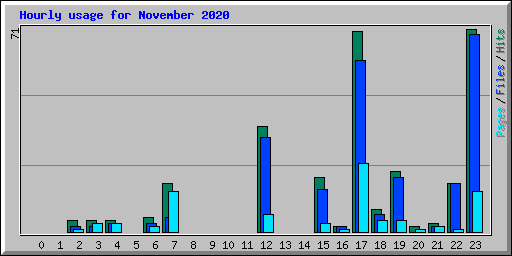 Hourly usage for November 2020
71
Pages/Files/Hits
0 1 2 3 4 5 6 7 8 9 10 11 12 13 14 15 16 17 18 19 20 21 22 23